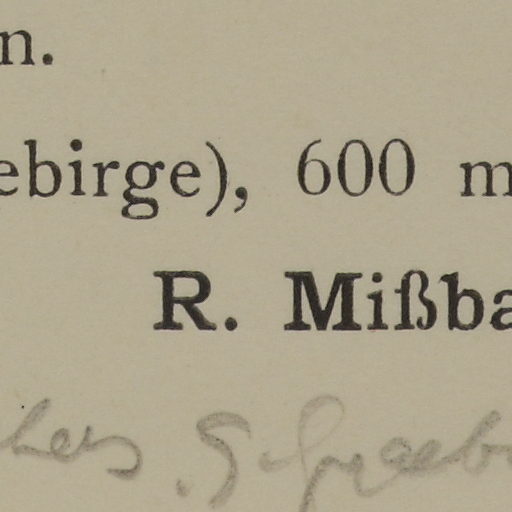 n.
ebirge), 600 m
R. Mißba